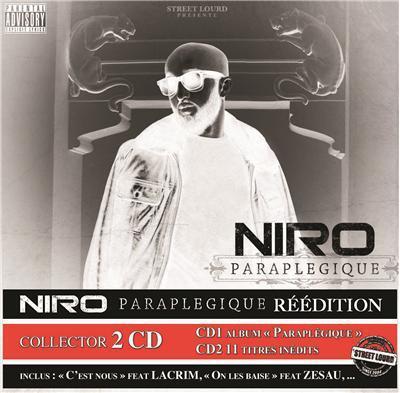 STREET LOURD
PRÉSENTE
PARENTAL
ADVISORY
EXPLICIT LYRICS
NIRO
PARAPLEGIQUE
NIRO PARAPLEGIQUE RÉÉDITION
COLLECTOR 2 CD
CD1 ALBUM « PARAPLÉGIQUE »
CD2 11 TITRES INÉDITS
STREET LOURD
INCLUS : « C'EST NOUS » FEAT LACRIM, « ON LES BAISE » FEAT ZESAU, ...